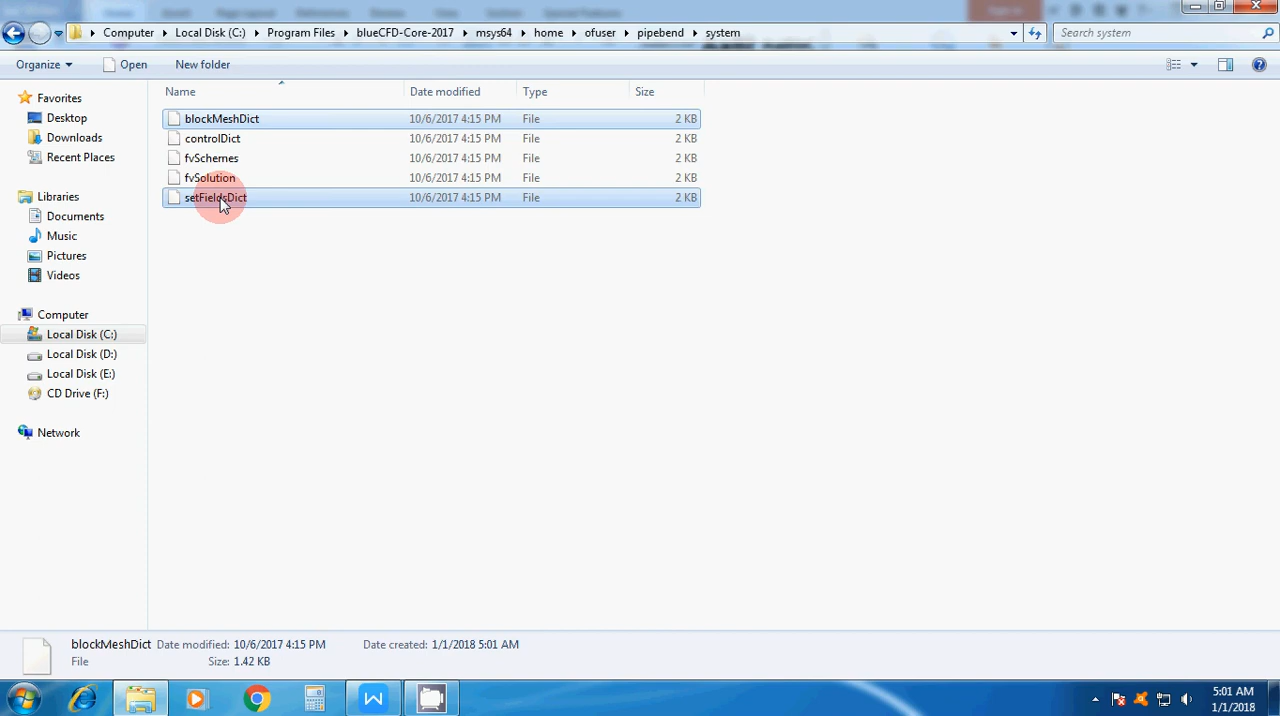 Computer Local Disk (C:) Program Files blueCFD-Core-2017 msys64 home ofuser pipebend system Search system
Organize Open New folder
Name Date modified Type Size
Favorites
Desktop
Downloads
Recent Places
Libraries
Documents
Music
Pictures
Videos
Computer
Local Disk (C:)
Local Disk (D:)
Local Disk (E:)
CD Drive (F:)
Network
blockMeshDict 10/6/2017 4:15 PM File 2 KB
controlDict 10/6/2017 4:15 PM File 2 KB
fvSchemes 10/6/2017 4:15 PM File 2 KB
fvSolution 10/6/2017 4:15 PM File 2 KB
setFieldsDict 10/6/2017 4:15 PM File 2 KB
blockMeshDict Date modified: 10/6/2017 4:15 PM Date created: 1/1/2018 5:01 AM
File Size: 1.42 KB
5:01 AM
1/1/2018